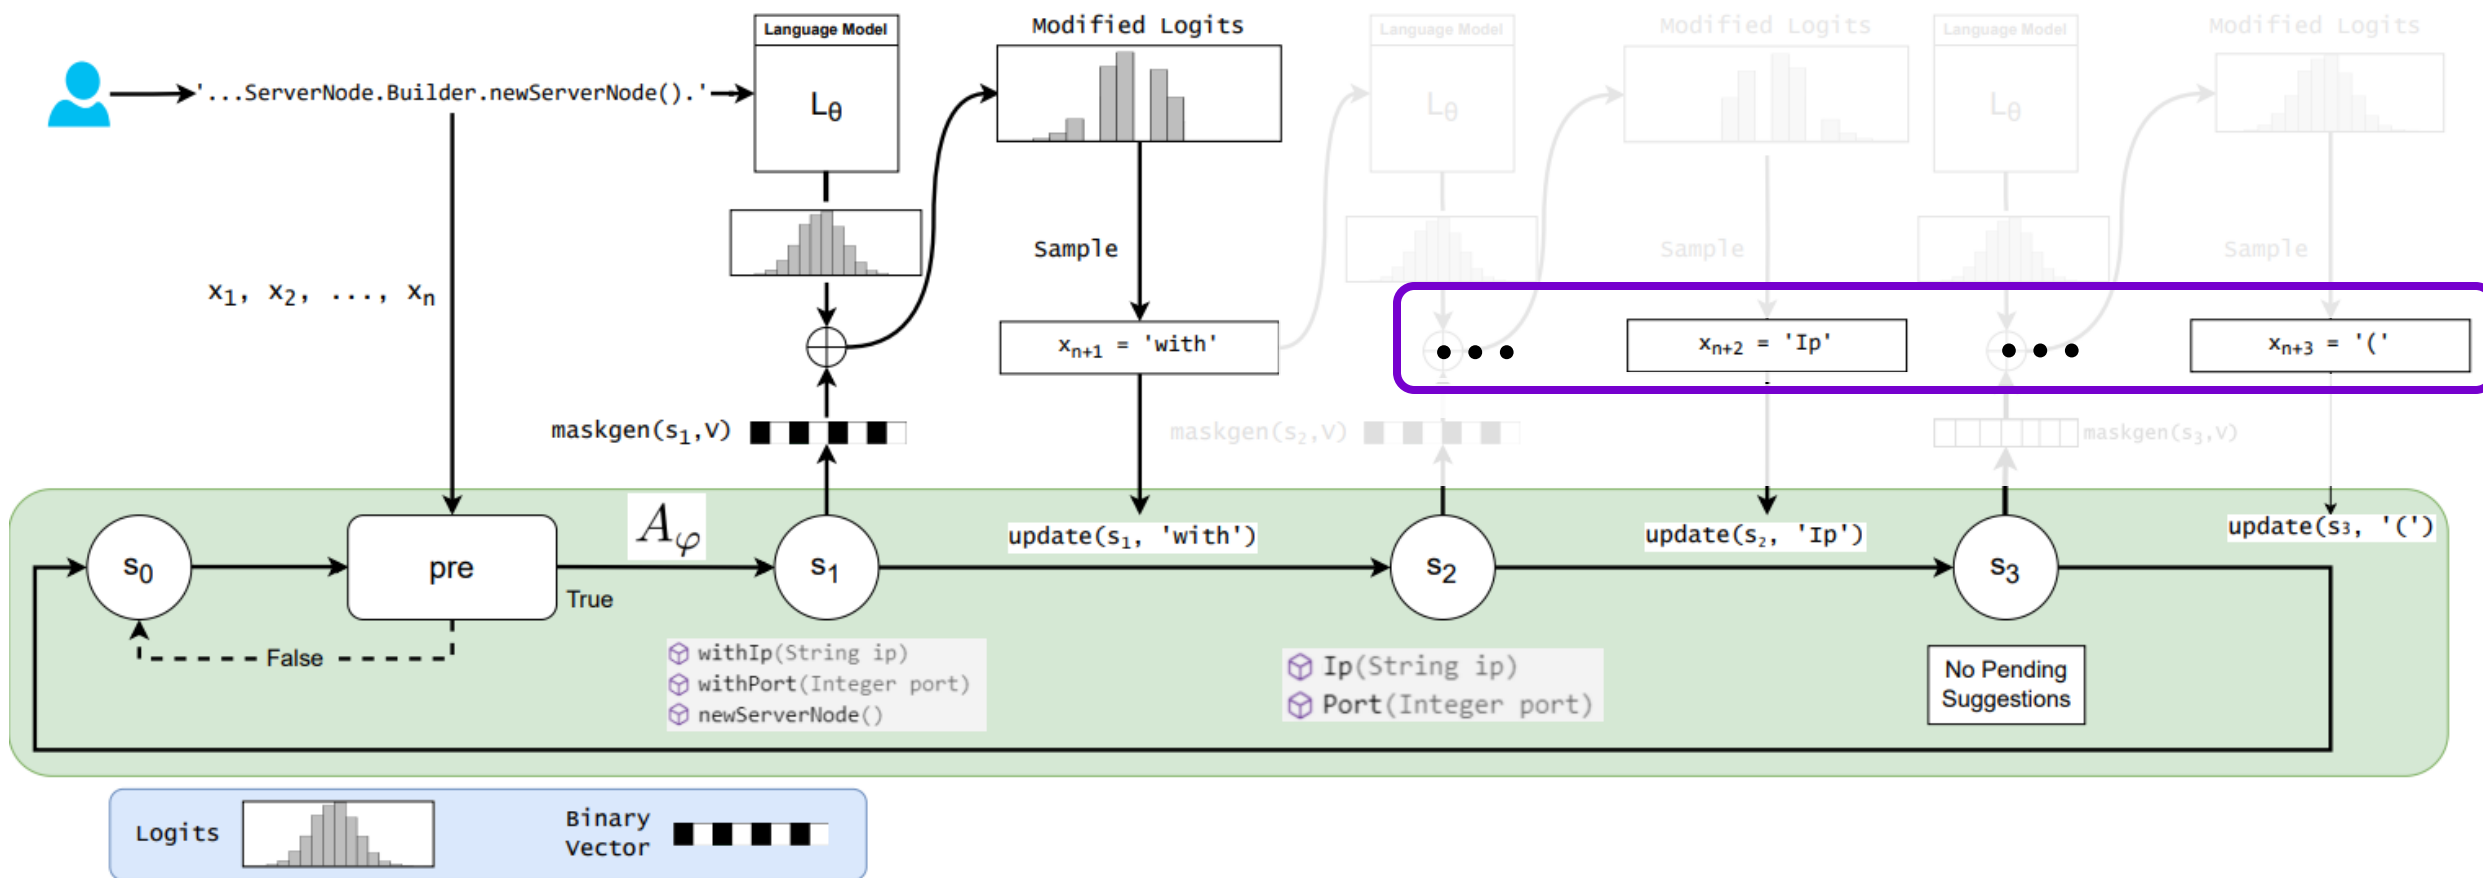 Language Model
Modified Logits
Language Model
Modified Logits
Language Model
Modified Logits
'...ServerNode.Builder.newServerNode().'
Lθ
Lθ
Lθ
Sample
Sample
Sample
x1, x2, ..., xn
xn+1 = 'with'
xn+2 = 'Ip'
xn+3 = '('
maskgen(s1,V)
maskgen(s2,V)
maskgen(s3,V)
Aφ
update(s1, 'with')
update(s2, 'Ip')
update(s3, '(')
s0
pre
s1
s2
s3
True
False
withIp(String ip)
withPort(Integer port)
newServerNode()
Ip(String ip)
Port(Integer port)
No Pending
Suggestions
Logits
Binary
Vector